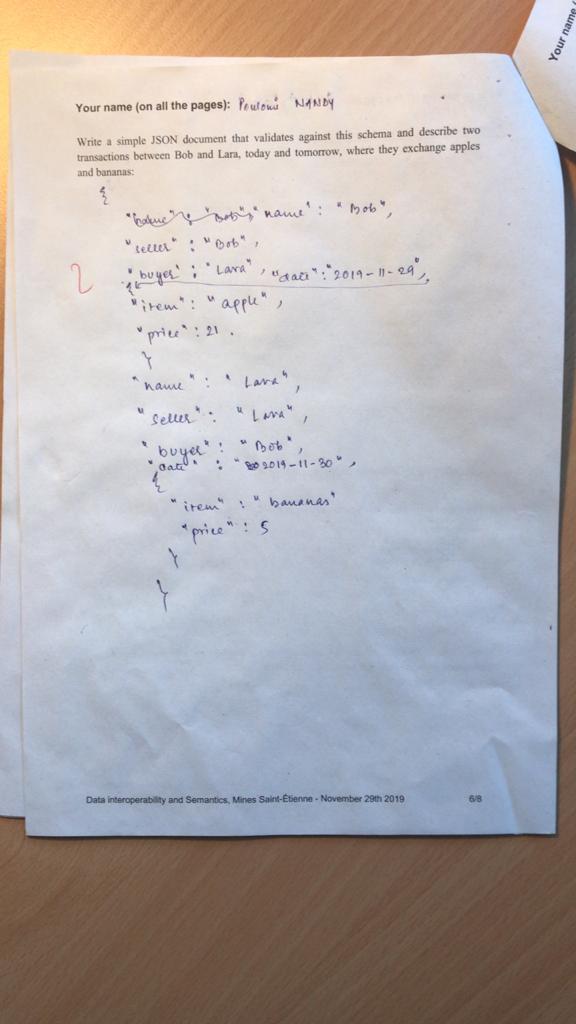 Your name
Your name (on all the pages): Poulomi NANDY
Write a simple JSON document that validates against this schema and describe two
transactions between Bob and Lara, today and tomorrow, where they exchange apples
and bananas:
{
"name" : "Bob",
"seller" : "Bob",
2
"buyer" : "Lara", "date" : "2019-11-29",
{
"item" : "apple",
"price" : 21 .
}
"name" : "Lara",
"seller" : "Lara",
"buyer" : "Bob",
"date" : "2019-11-30",
{
"item" : "bananas"
"price" : 5
}
}
Data interoperability and Semantics, Mines Saint-Étienne - November 29th 2019 6/8